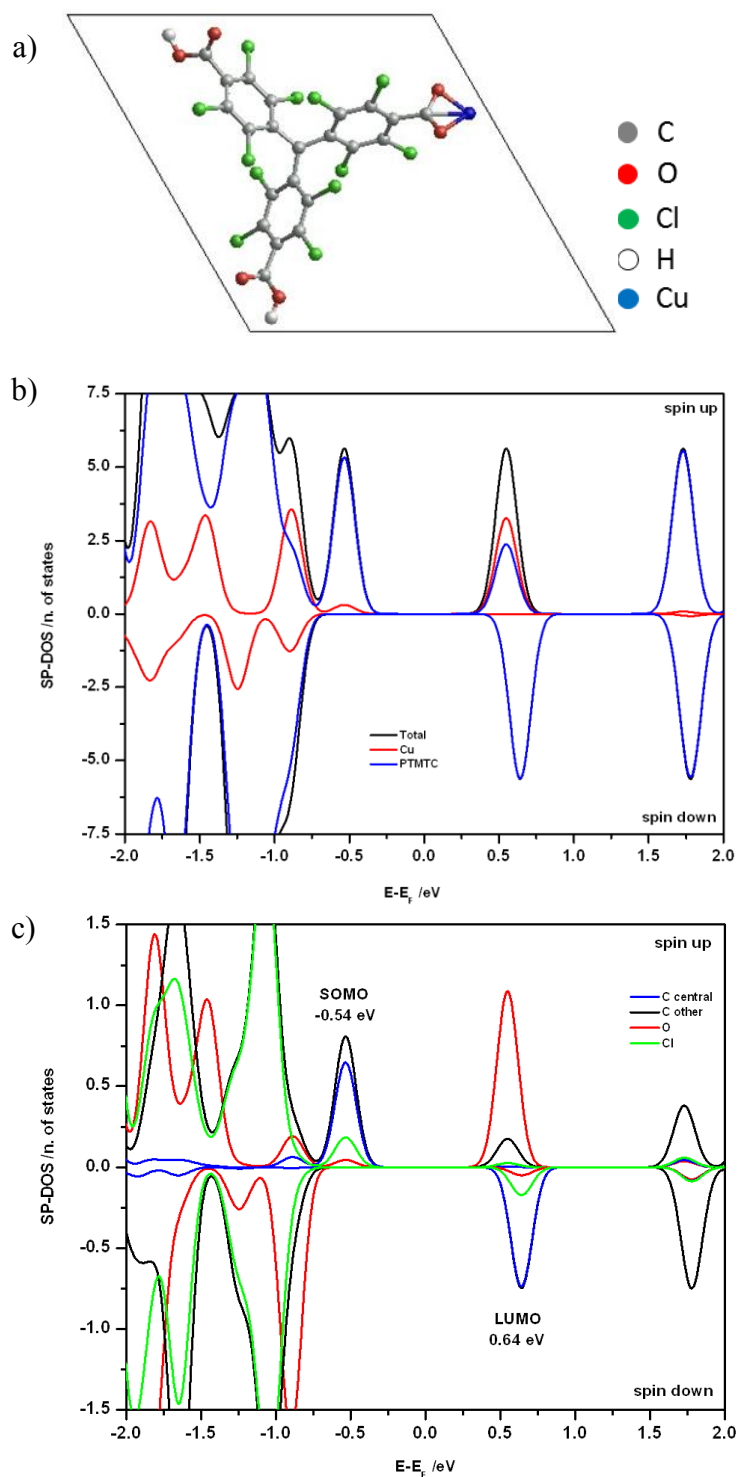 a)
C
O
Cl
H
Cu
b)
7.5
5.0
2.5
0.0
-2.5
-5.0
-7.5
SP-DOS /n. of states
spin up
Total
Cu
PTMTC
spin down
-2.0 -1.5 -1.0 -0.5 0.0 0.5 1.0 1.5 2.0
E-E_F /eV
c)
1.5
1.0
0.5
0.0
-0.5
-1.0
-1.5
SP-DOS /n. of states
spin up
SOMO
-0.54 eV
C central
C other
O
Cl
LUMO
0.64 eV
spin down
-2.0 -1.5 -1.0 -0.5 0.0 0.5 1.0 1.5 2.0
E-E_F /eV